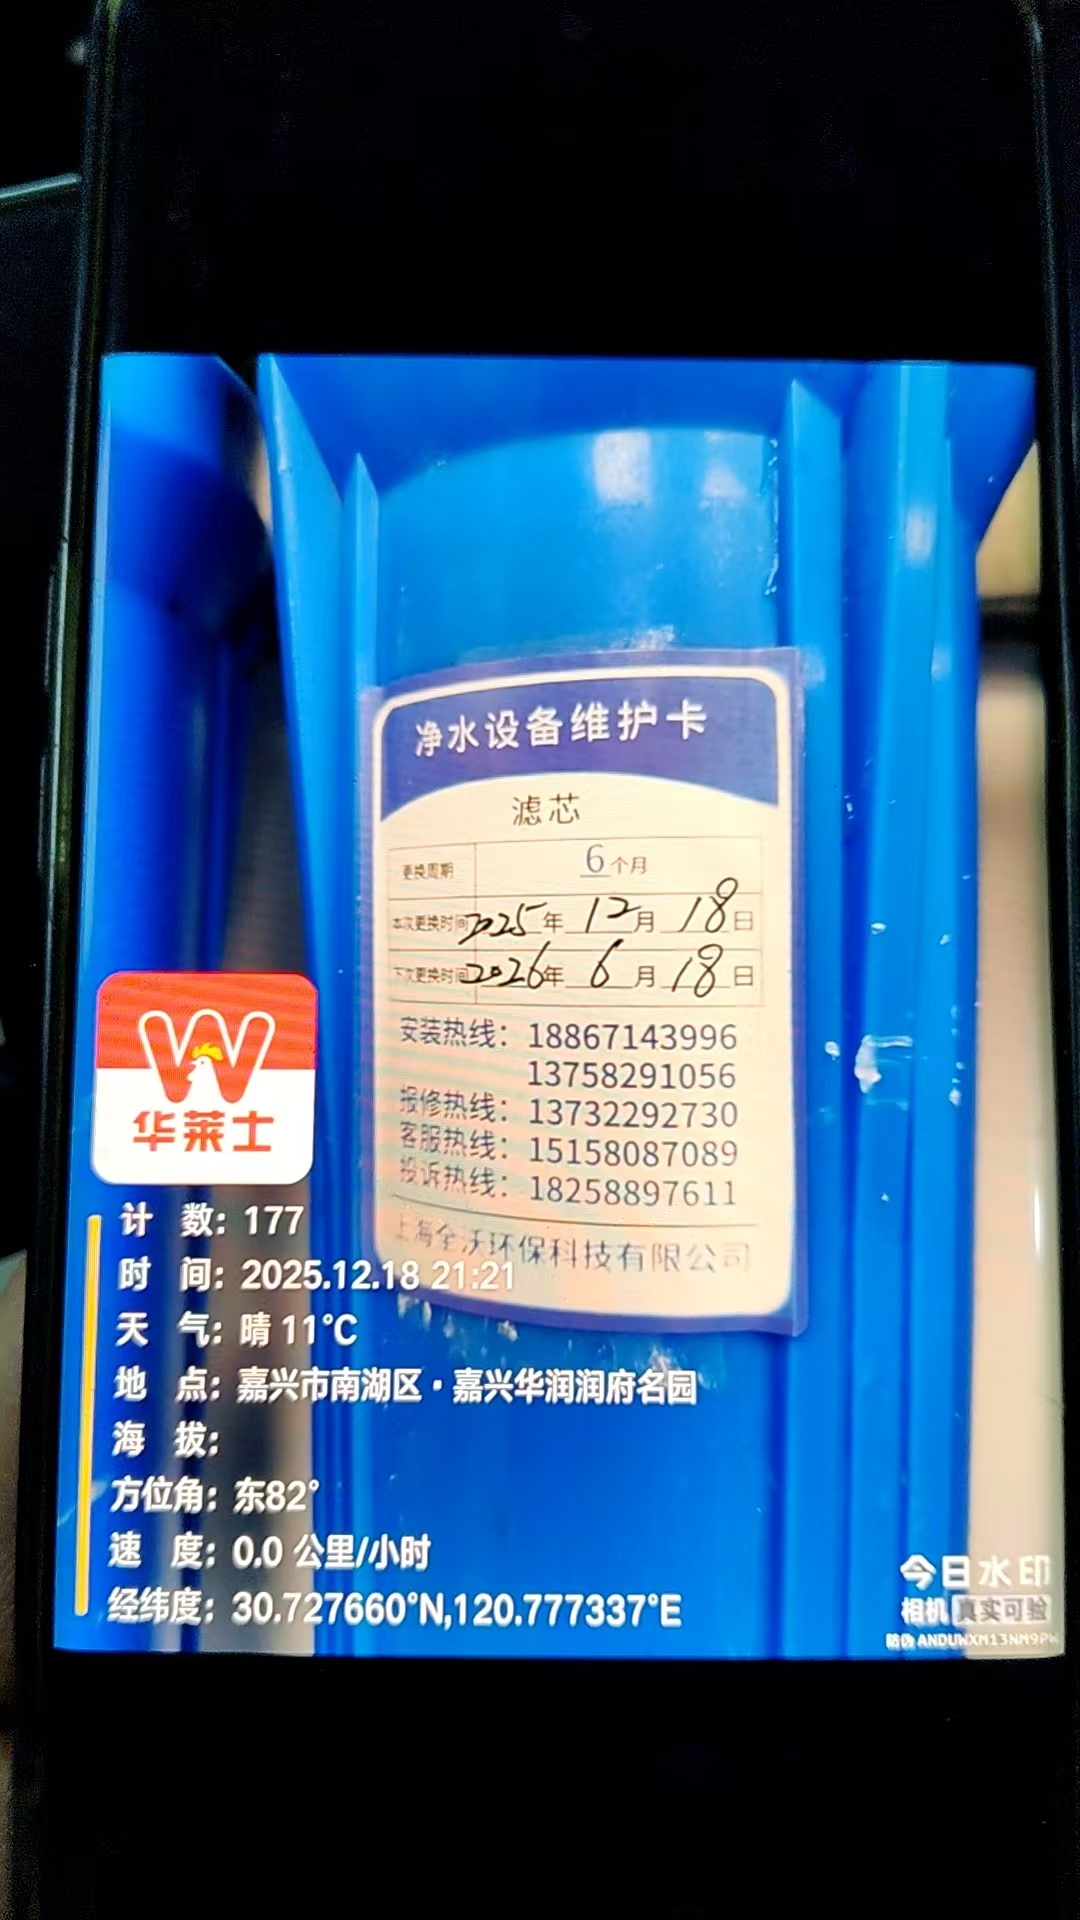 净水设备维护卡
滤芯
更换周期 6个月
本次更换时间 2025年 12月 18日
下次更换时间 2026年 6月 18日
安装热线：18867143996
13758291056
报修热线：13732292730
客服热线：15158087089
投诉热线：18258897611
上海全沃环保科技有限公司
W
华莱士
计 数：177
时 间：2025.12.18 21:21
天 气：晴 11℃
地 点：嘉兴市南湖区·嘉兴华润润府名园
海 拔：
方位角：东82°
速 度：0.0 公里/小时
经纬度：30.727660°N,120.777337°E
今日水印
相机 真实可验
防伪 ANDUWXM13NM9P